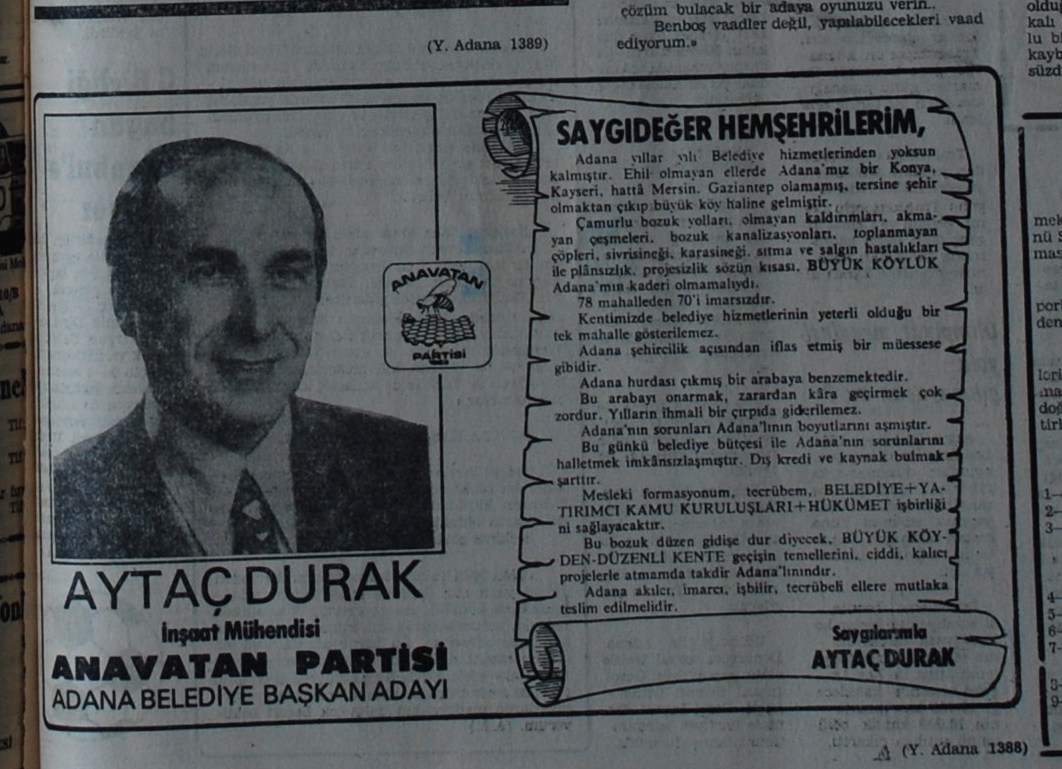 çözüm bulacak bir adaya oyunuzu verin..
Benboş vaadler değil, yapılabilecekleri vaad
ediyorum.»
(Y. Adana 1389)
ANAVATAN
PARTİSİ
AYTAÇ DURAK
İnşaat Mühendisi
ANAVATAN PARTİSİ
ADANA BELEDİYE BAŞKAN ADAYI
SAYGIDEĞER HEMŞEHRİLERİM,
Adana yıllar yılı Belediye hizmetlerinden yoksun
kalmıştır. Ehil olmayan ellerde Adana'mız bir Konya,
Kayseri, hattâ Mersin, Gaziantep olamamış, tersine şehir
olmaktan çıkıp büyük köy haline gelmiştir.
Çamurlu bozuk yolları, olmayan kaldırımları, akma-
yan çeşmeleri, bozuk kanalizasyonları, toplanmayan
çöpleri, sivrisineği, karasineği, sıtma ve salgın hastalıkları
ile plânsızlık, projesizlik sözün kısası, BÜYÜK KÖYLÜK
Adana'mın kaderi olmamalıydı.
78 mahalleden 70'i imarsızdır.
Kentimizde belediye hizmetlerinin yeterli olduğu bir
tek mahalle gösterilemez.
Adana şehircilik açısından iflas etmiş bir müessese
gibidir.
Adana hurdası çıkmış bir arabaya benzemektedir.
Bu arabayı onarmak, zarardan kâra geçirmek çok
zordur. Yılların ihmali bir çırpıda giderilemez.
Adana'nın sorunları Adana'lının boyutlarını aşmıştır.
Bu günkü belediye bütçesi ile Adana'nın sorunlarını
halletmek imkânsızlaşmıştır. Dış kredi ve kaynak bulmak
şarttır.
Mesleki formasyonum, tecrübem, BELEDİYE+YA-
TIRIMCI KAMU KURULUŞLARI+HÜKÜMET işbirliği
ni sağlayacaktır.
Bu bozuk düzen gidişe dur diyecek, BÜYÜK KÖY-
DEN-DÜZENLİ KENTE geçişin temellerini, ciddi, kalıcı
projelerle atmamda takdir Adana'lınındır.
Adana akılcı, imarcı, işbilir, tecrübeli ellere mutlaka
teslim edilmelidir.
Saygılarımla
AYTAÇ DURAK
(Y. Adana 1388)